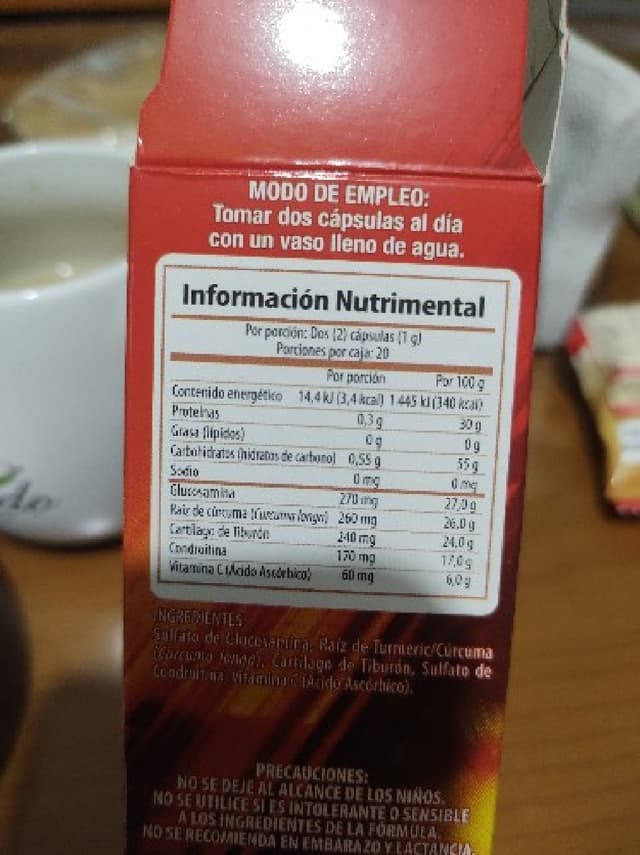 MODO DE EMPLEO:
Tomar dos cápsulas al día
con un vaso lleno de agua.
Información Nutrimental
Por porción: Dos (2) cápsulas (1 g)
Porciones por caja: 20
Por porción Por 100 g
Contenido energético 14,4 kJ (3,4 kcal) 1 445 kJ (340 kcal)
Proteínas 0,3 g 30 g
Grasa (lípidos) 0 g 0 g
Carbohidratos (hidratos de carbono) 0,55 g 55 g
Sodio 0 mg 0 mg
Glucosamina 270 mg 27,0 g
Raíz de cúrcuma (Curcuma longa) 260 mg 26,0 g
Cartílago de Tiburón 240 mg 24,0 g
Condroitina 170 mg 17,0 g
Vitamina C (Ácido Ascórbico) 60 mg 6,0 g
INGREDIENTES:
Sulfato de Glucosamina, Raíz de Turmeric/Cúrcuma
(Curcuma longa), Cartílago de Tiburón, Sulfato de
Condroitina, Vitamina C (Ácido Ascórbico).
PRECAUCIONES:
NO SE DEJE AL ALCANCE DE LOS NIÑOS.
NO SE UTILICE SI ES INTOLERANTE O SENSIBLE
A LOS INGREDIENTES DE LA FÓRMULA.
NO SE RECOMIENDA EN EMBARAZO Y LACTANCIA.